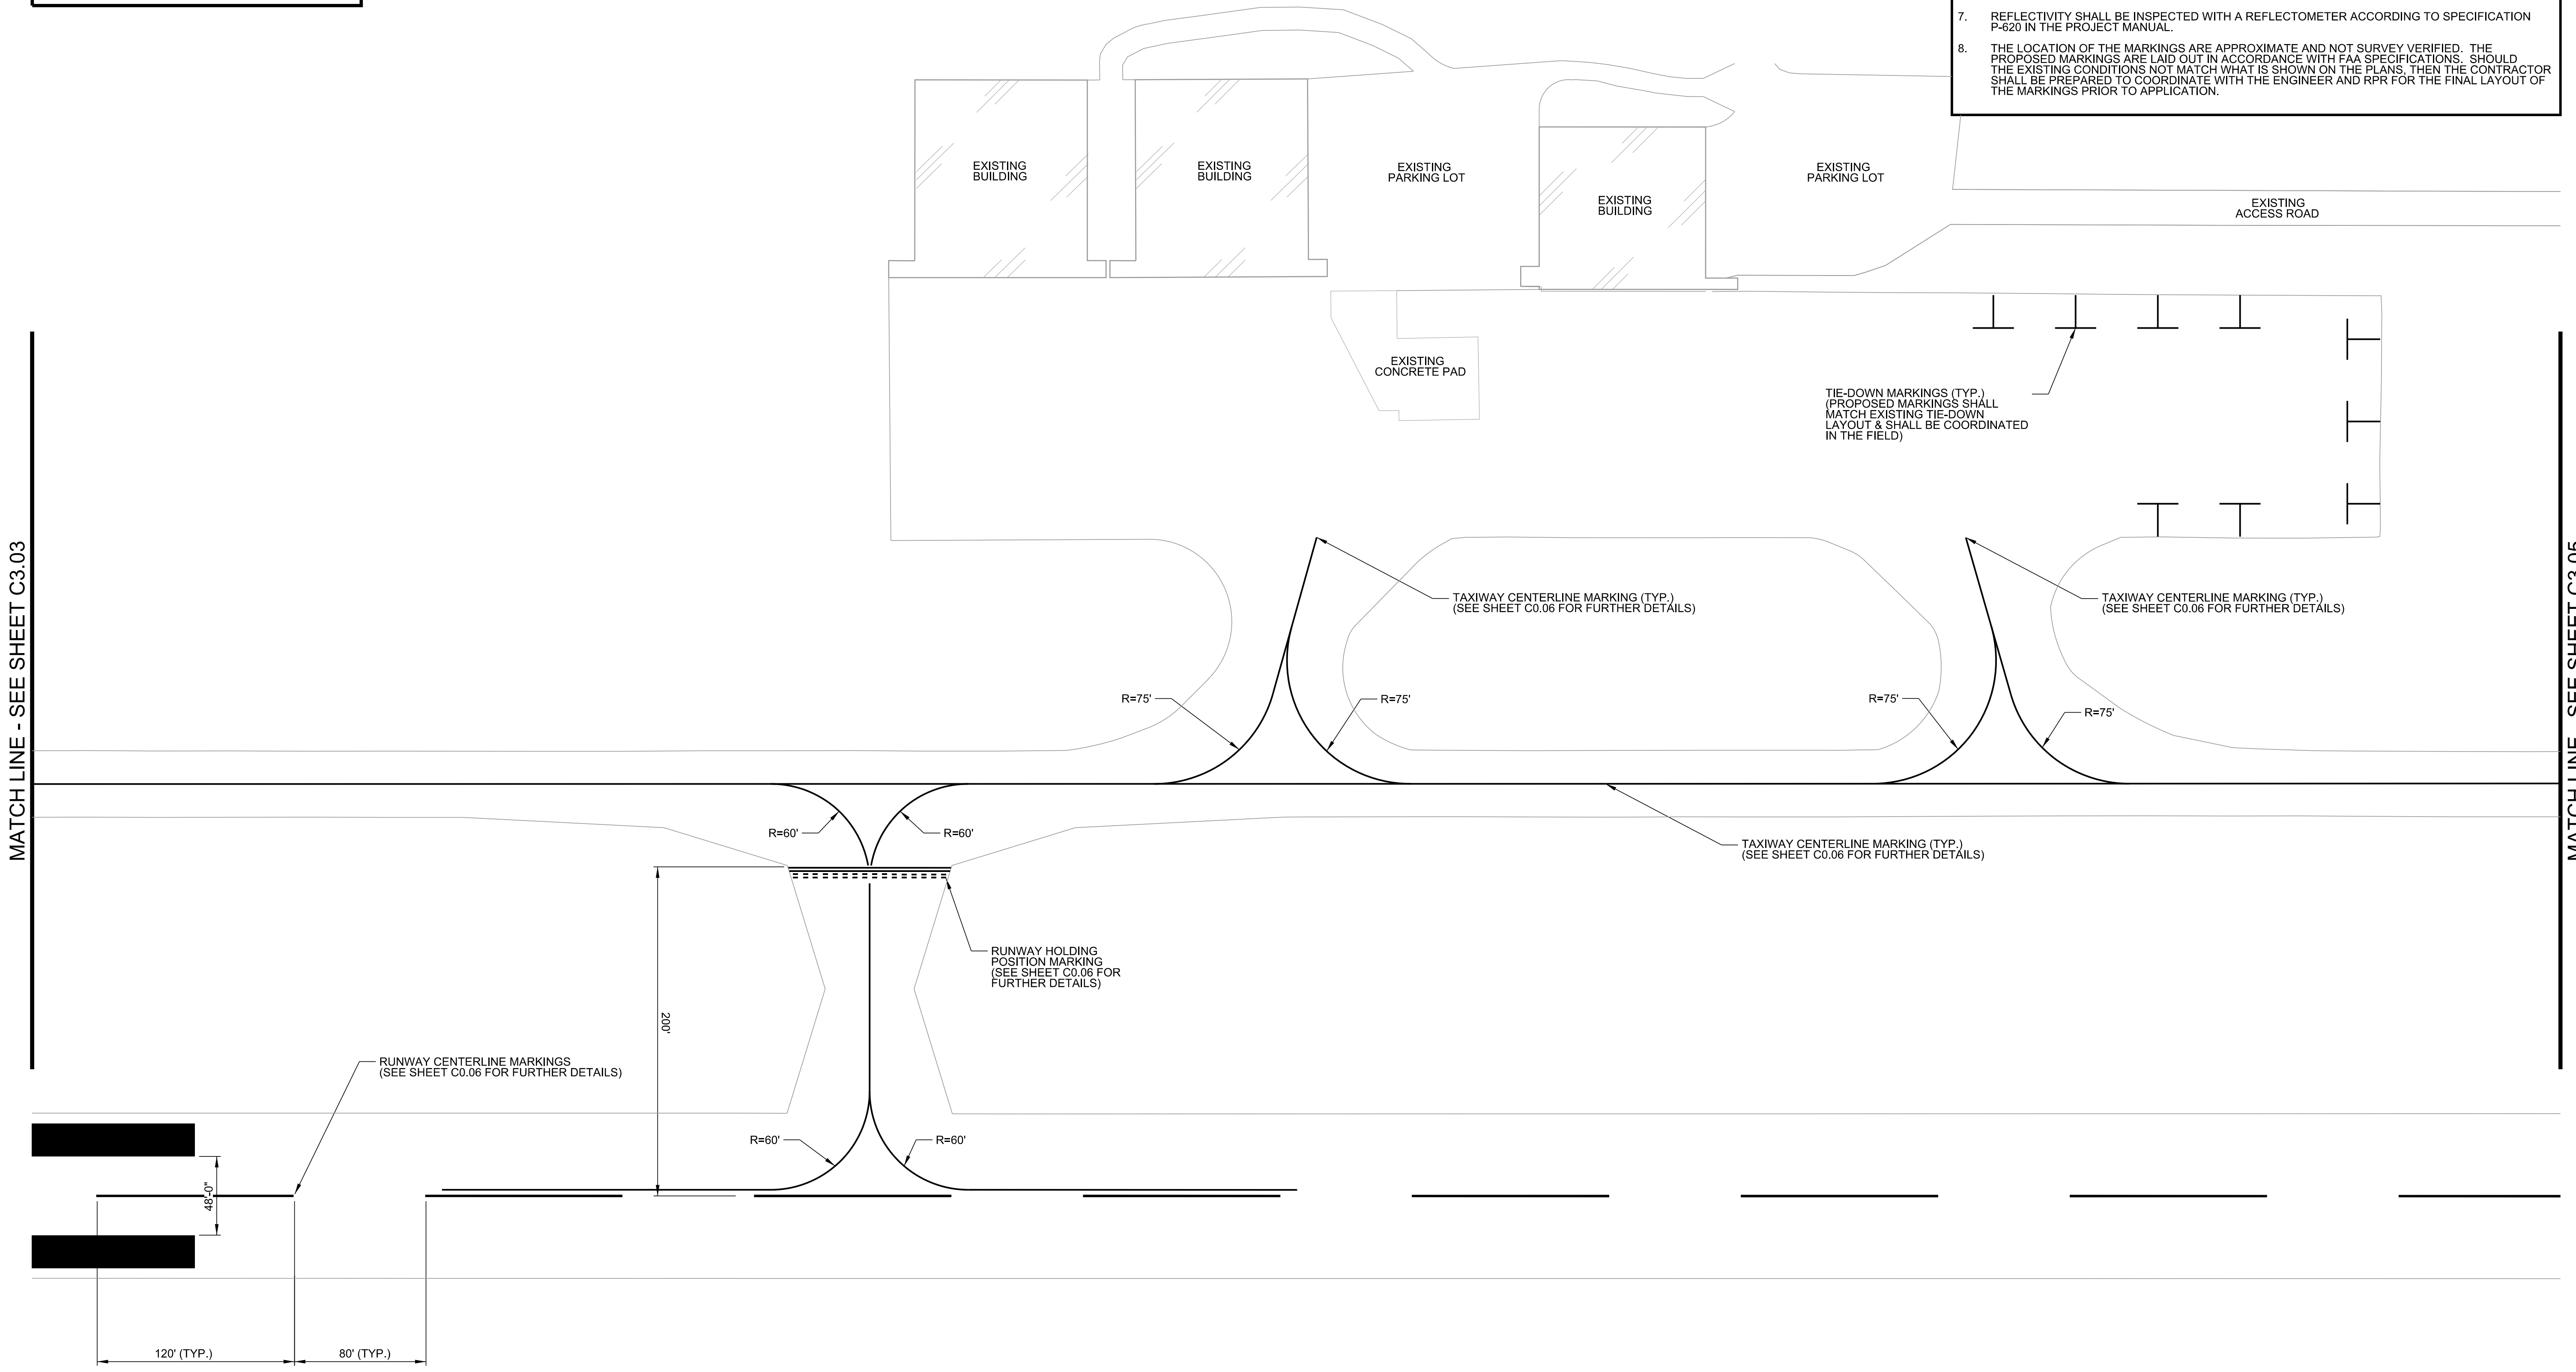 7. REFLECTIVITY SHALL BE INSPECTED WITH A REFLECTOMETER ACCORDING TO SPECIFICATION
P-620 IN THE PROJECT MANUAL.
8. THE LOCATION OF THE MARKINGS ARE APPROXIMATE AND NOT SURVEY VERIFIED. THE
PROPOSED MARKINGS ARE LAID OUT IN ACCORDANCE WITH FAA SPECIFICATIONS. SHOULD
THE EXISTING CONDITIONS NOT MATCH WHAT IS SHOWN ON THE PLANS, THEN THE CONTRACTOR
SHALL BE PREPARED TO COORDINATE WITH THE ENGINEER AND RPR FOR THE FINAL LAYOUT OF
THE MARKINGS PRIOR TO APPLICATION.
EXISTING
BUILDING
EXISTING
BUILDING
EXISTING
PARKING LOT
EXISTING
BUILDING
EXISTING
PARKING LOT
EXISTING
ACCESS ROAD
EXISTING
CONCRETE PAD
TIE-DOWN MARKINGS (TYP.)
(PROPOSED MARKINGS SHALL
MATCH EXISTING TIE-DOWN
LAYOUT & SHALL BE COORDINATED
IN THE FIELD)
MATCH LINE - SEE SHEET C3.03
MATCH LINE - SEE SHEET C3.05
TAXIWAY CENTERLINE MARKING (TYP.)
(SEE SHEET C0.06 FOR FURTHER DETAILS)
TAXIWAY CENTERLINE MARKING (TYP.)
(SEE SHEET C0.06 FOR FURTHER DETAILS)
R=75'
R=75'
R=75'
R=75'
R=60'
R=60'
TAXIWAY CENTERLINE MARKING (TYP.)
(SEE SHEET C0.06 FOR FURTHER DETAILS)
RUNWAY HOLDING
POSITION MARKING
(SEE SHEET C0.06 FOR
FURTHER DETAILS)
200'
RUNWAY CENTERLINE MARKINGS
(SEE SHEET C0.06 FOR FURTHER DETAILS)
R=60'
R=60'
48'-0"
120' (TYP.)
80' (TYP.)